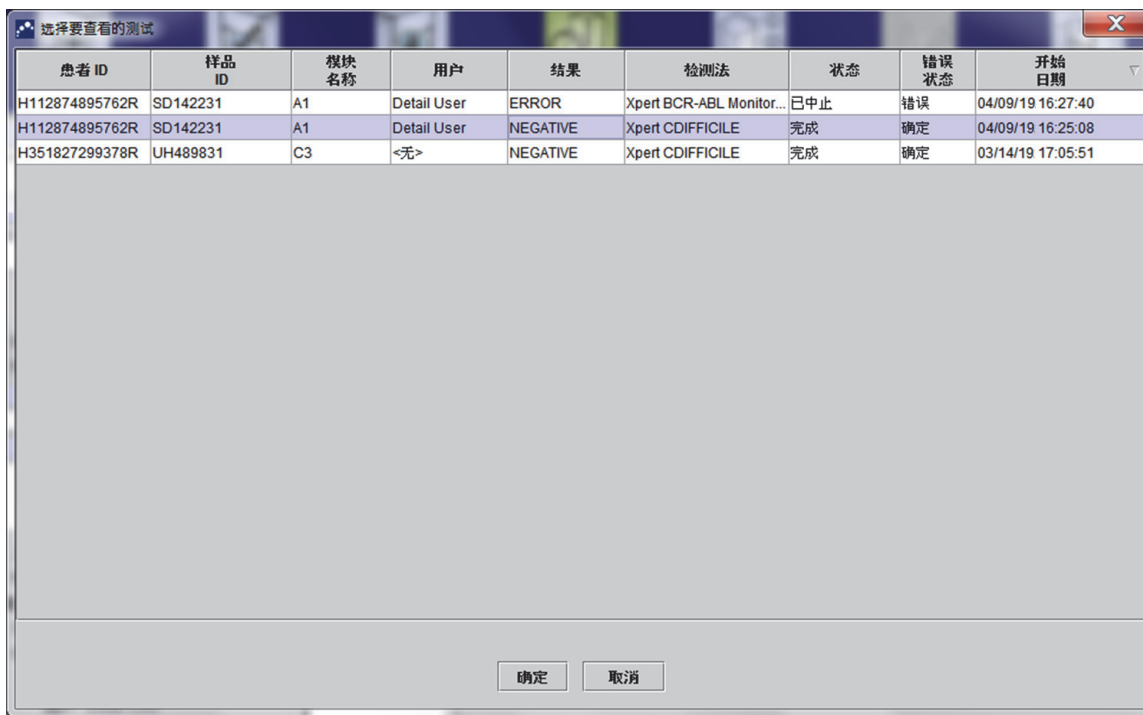 选择要查看的测试
患者 ID 样品 ID 模块 名称 用户 结果 检测法 状态 错误 状态 开始 日期
H112874895762R SD142231 A1 Detail User ERROR Xpert BCR-ABL Monitor... 已中止 错误 04/09/19 16:27:40
H112874895762R SD142231 A1 Detail User NEGATIVE Xpert CDIFFICILE 完成 确定 04/09/19 16:25:08
H351827299378R UH489831 C3 <无> NEGATIVE Xpert CDIFFICILE 完成 确定 03/14/19 17:05:51
确定 取消